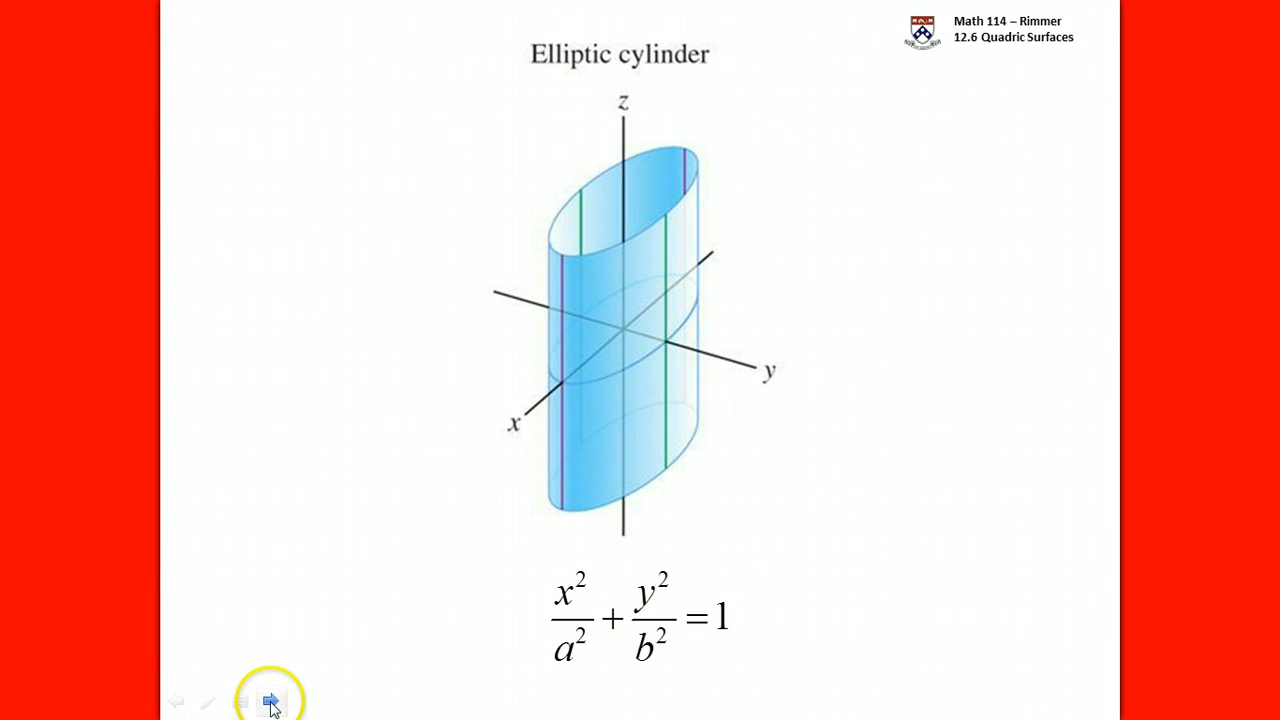 Math 114 – Rimmer
12.6 Quadric Surfaces
Elliptic cylinder
z
y
x
x²/a² + y²/b² = 1